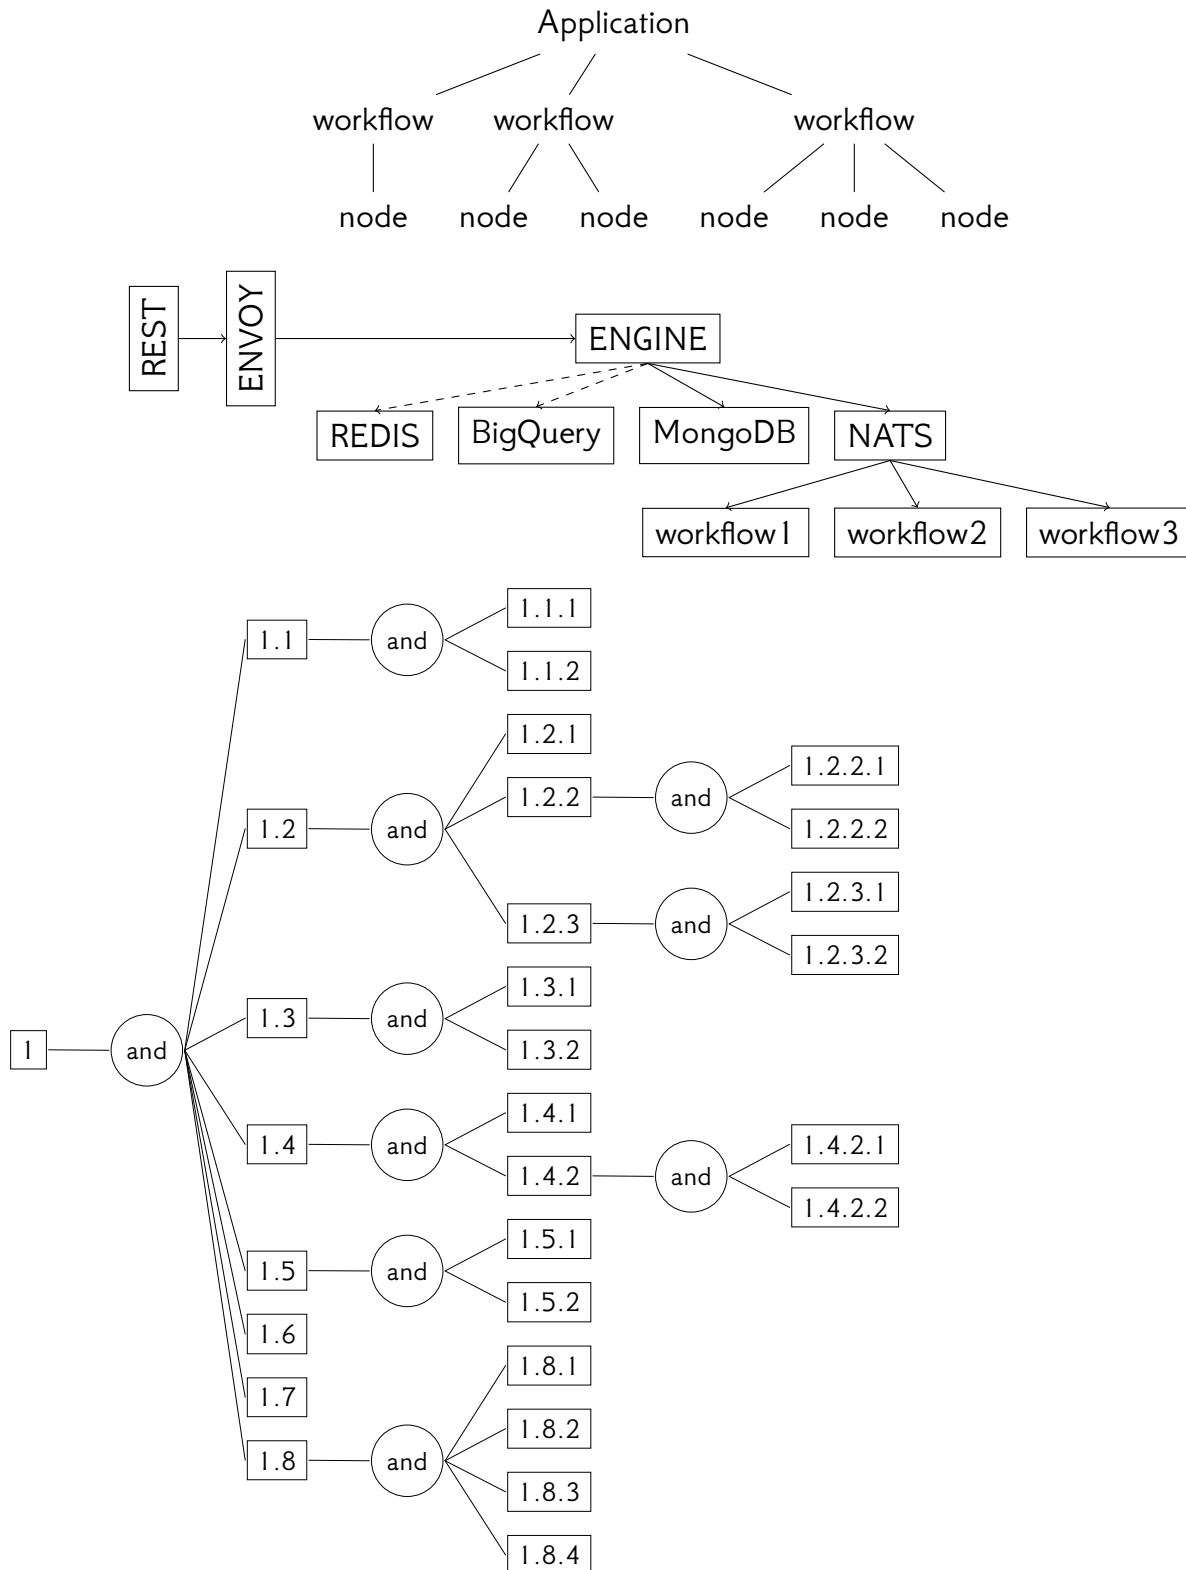 Application
workflow workflow workflow
node node node node node node
REST
ENVOY
ENGINE
REDIS BigQuery MongoDB NATS
workflow1 workflow2 workflow3
1.1.1
1.1 and
1.1.2
1.2.1
1.2.2.1
1.2.2 and
1.2 and 1.2.2.2
1.2.3.1
1.2.3 and
1.2.3.2
1.3.1
1.3 and
1 and 1.3.2
1.4.1
1.4 and 1.4.2.1
1.4.2 and
1.4.2.2
1.5.1
1.5 and
1.5.2
1.6
1.8.1
1.7
1.8.2
1.8 and
1.8.3
1.8.4